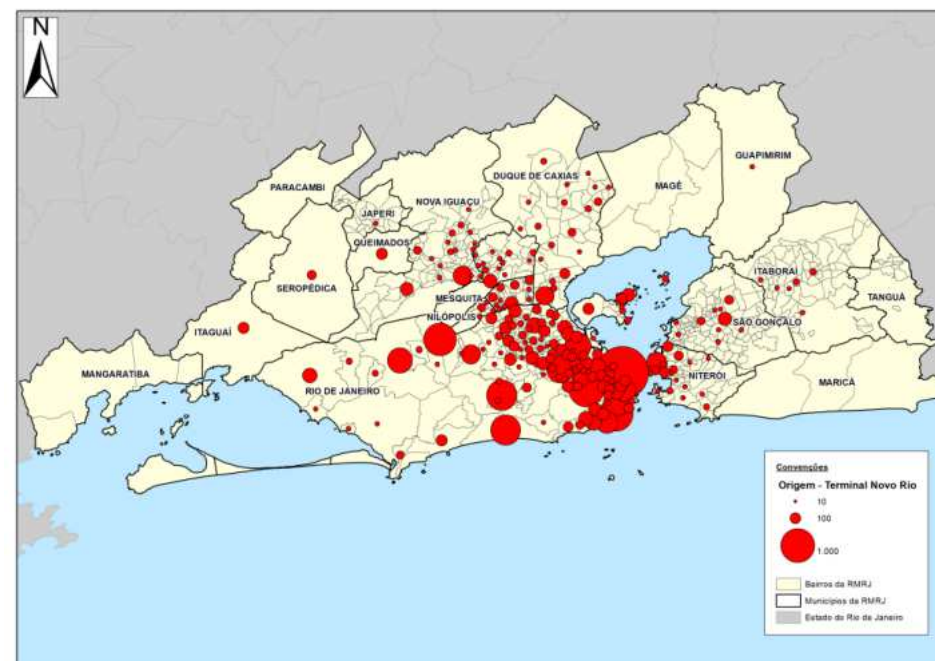 N
GUAPIMIRIM
DUQUE DE CAXIAS
MAGÉ
PARACAMBI
NOVA IGUAÇU
JAPERI
QUEIMADOS
ITABORAÍ
SEROPÉDICA
TANGUÁ
MESQUITA
NILÓPOLIS
SÃO GONÇALO
ITAGUAÍ
MANGARATIBA
NITERÓI
MARICÁ
RIO DE JANEIRO
Convenções
Origem - Terminal Novo Rio
10
100
1.000
Bairros da RMRJ
Municípios da RMRJ
Estado do Rio de Janeiro